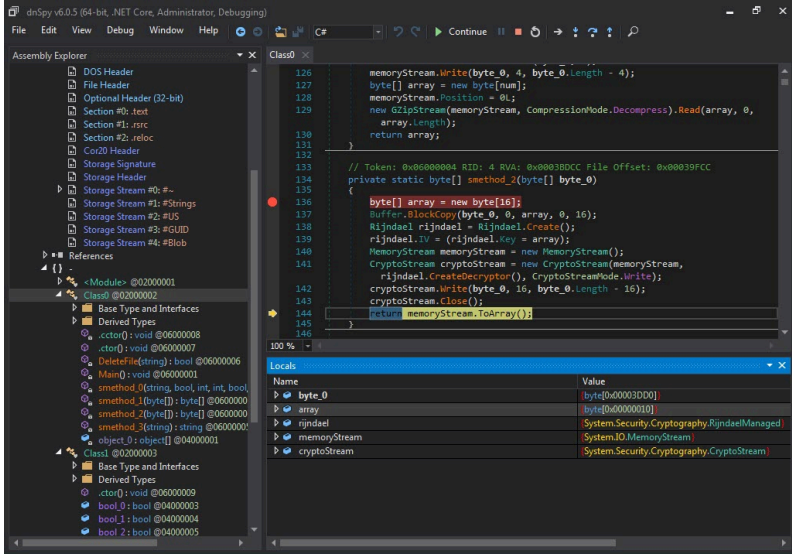 dnSpy v6.0.5 (64-bit, .NET Core, Administrator, Debugging)
File Edit View Debug Window Help C# Continue
Assembly Explorer
DOS Header
File Header
Optional Header (32-bit)
Section #0: .text
Section #1: .rsrc
Section #2: .reloc
Cor20 Header
Storage Signature
Storage Header
Storage Stream #0: #~
Storage Stream #1: #Strings
Storage Stream #2: #US
Storage Stream #3: #GUID
Storage Stream #4: #Blob
References
{ } -
<Module> @02000001
Class0 @02000002
Base Type and Interfaces
Derived Types
.cctor() : void @06000008
.ctor() : void @06000007
DeleteFile(string) : bool @06000006
Main() : void @06000001
smethod_0(string, bool, int, int, bool,
smethod_1(byte[]) : byte[] @0600000
smethod_2(byte[]) : byte[] @0600000
smethod_3(string) : string @0600000
object_0 : object[] @04000001
Class1 @02000003
Base Type and Interfaces
Derived Types
.ctor() : void @06000009
bool_0 : bool @04000003
bool_1 : bool @04000004
bool_2 : bool @04000005
Class0
126 memoryStream.Write(byte_0, 4, byte_0.Length - 4);
127 byte[] array = new byte[num];
128 memoryStream.Position = 0L;
129 new GZipStream(memoryStream, CompressionMode.Decompress).Read(array, 0,
array.Length);
130 return array;
131 }
132
133 // Token: 0x06000004 RID: 4 RVA: 0x0003BDCC File Offset: 0x00039FCC
134 private static byte[] smethod_2(byte[] byte_0)
135 {
136 byte[] array = new byte[16];
137 Buffer.BlockCopy(byte_0, 0, array, 0, 16);
138 Rijndael rijndael = Rijndael.Create();
139 rijndael.IV = (rijndael.Key = array);
140 MemoryStream memoryStream = new MemoryStream();
141 CryptoStream cryptoStream = new CryptoStream(memoryStream,
rijndael.CreateDecryptor(), CryptoStreamMode.Write);
142 cryptoStream.Write(byte_0, 16, byte_0.Length - 16);
143 cryptoStream.Close();
144 return memoryStream.ToArray();
145 }
146
100 %
Locals
Name Value
byte_0 {byte[0x00003DD0]}
array {byte[0x00000010]}
rijndael {System.Security.Cryptography.RijndaelManaged}
memoryStream {System.IO.MemoryStream}
cryptoStream {System.Security.Cryptography.CryptoStream}